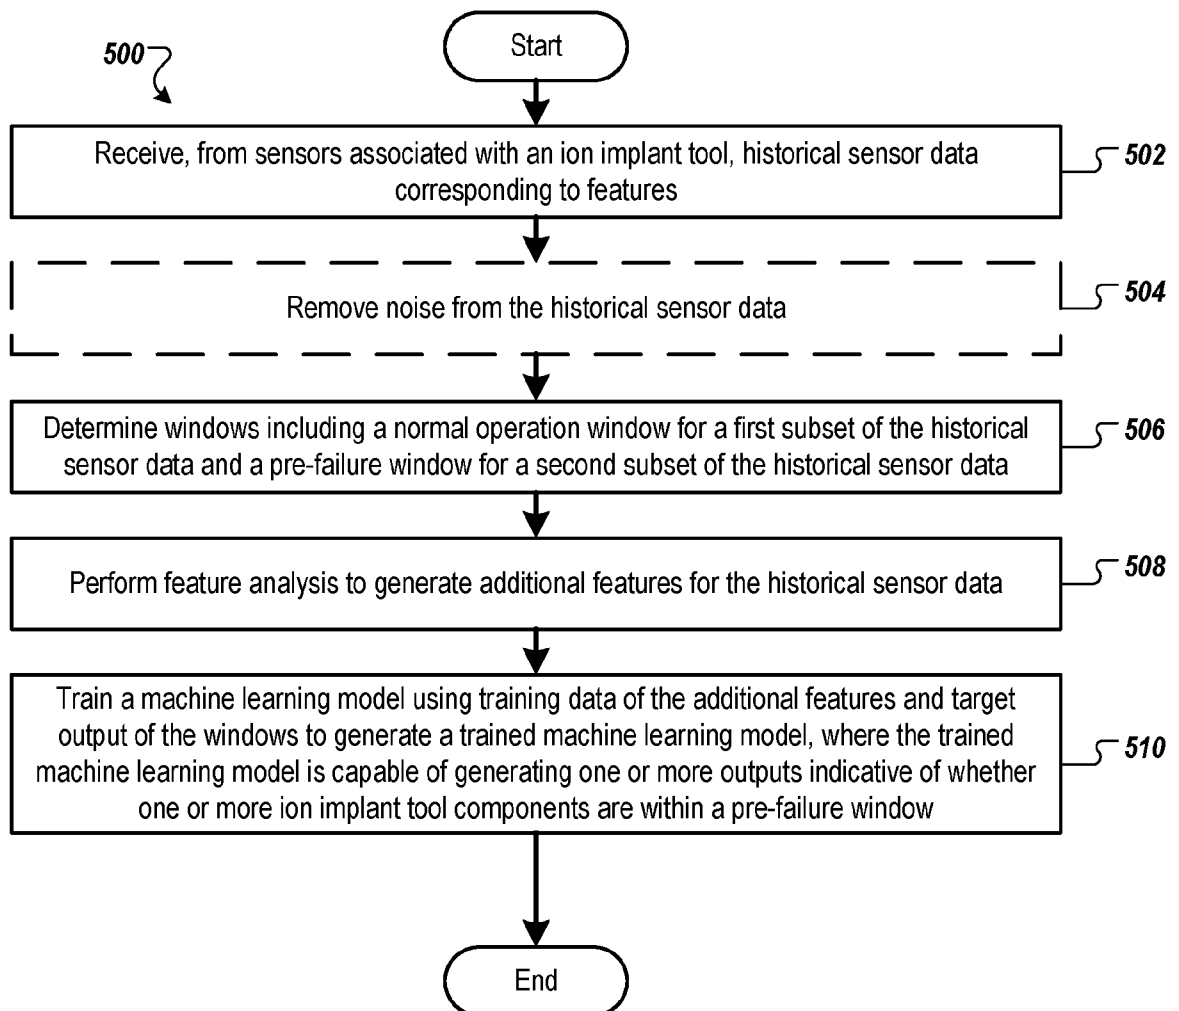 500
Start
Receive, from sensors associated with an ion implant tool, historical sensor data
corresponding to features
502
Remove noise from the historical sensor data
504
Determine windows including a normal operation window for a first subset of the historical
sensor data and a pre-failure window for a second subset of the historical sensor data
506
Perform feature analysis to generate additional features for the historical sensor data
508
Train a machine learning model using training data of the additional features and target
output of the windows to generate a trained machine learning model, where the trained
machine learning model is capable of generating one or more outputs indicative of whether
one or more ion implant tool components are within a pre-failure window
510
End